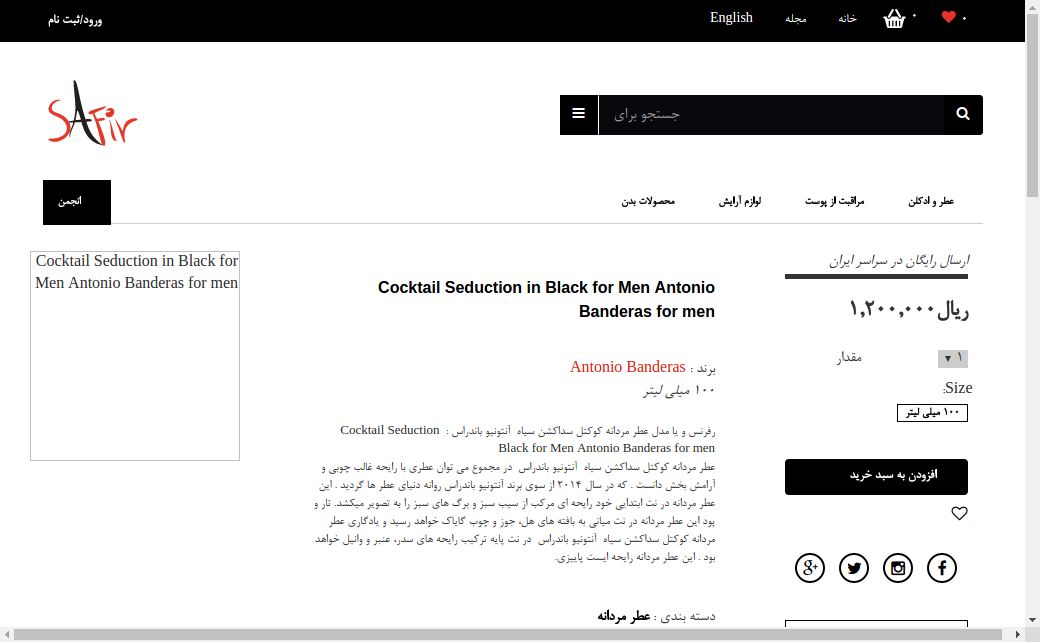 ورود/ثبت نام
English
مجله
خانه
۰
۰
SAFir
جستجو برای
انجمن
محصولات بدن
لوازم آرایش
مراقبت از پوست
عطر و ادکلن
Cocktail Seduction in Black for
Men Antonio Banderas for men
Cocktail Seduction in Black for Men Antonio
Banderas for men
برند : Antonio Banderas
۱۰۰ میلی لیتر
رفرنس و یا مدل عطر مردانه کوکتل سداکشن سیاه آنتونیو باندراس : Cocktail Seduction
Black for Men Antonio Banderas for men
عطر مردانه کوکتل سداکشن سیاه آنتونیو باندراس در مجموع می توان عطری با رایحه غالب چوبی و
آرامش بخش دانست . که در سال ۲۰۱۴ از سوی برند آنتونیو باندراس روانه دنیای عطر ها گردید . این
عطر مردانه در نت ابتدایی خود رایحه ای مرکب از سیب سبز و برگ های سبز را به تصویر میکشد. تار و
پود این عطر مردانه در نت میانی به بافته های هل، جوز و چوب گایاک خواهد رسید و یادگاری عطر
مردانه کوکتل سداکشن سیاه آنتونیو باندراس در نت پایه ترکیب رایحه های سدر، عنبر و وانیل خواهد
بود . این عطر مردانه رایحه ایست پاییزی.
دسته بندی : عطر مردانه
ارسال رایگان در سراسر ایران
ریال۱,۲۰۰,۰۰۰
مقدار
۱
Size:
۱۰۰ میلی لیتر
افزودن به سبد خرید